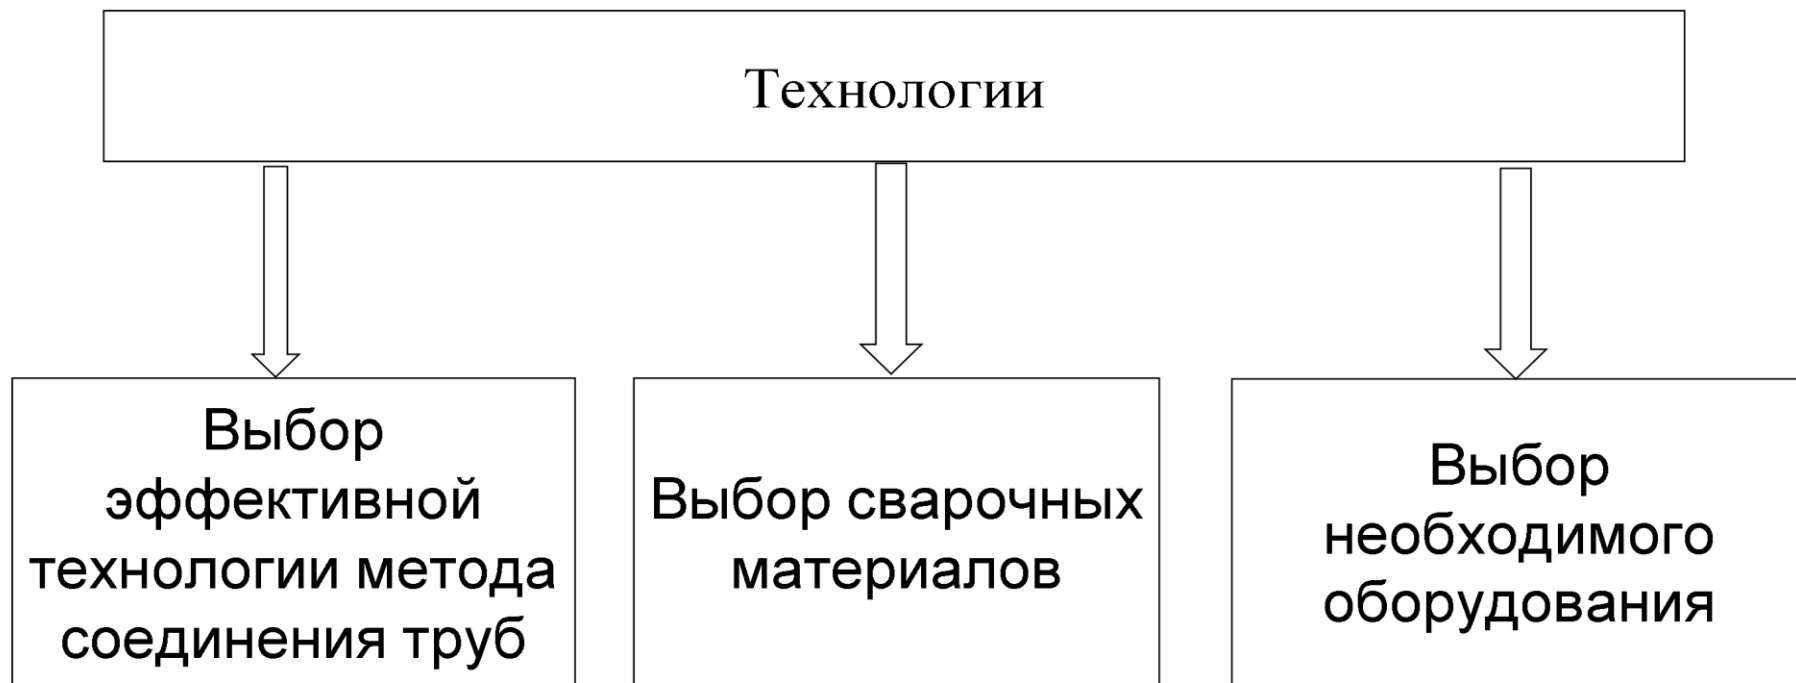 Технологии
Выбор
эффективной
технологии метода
соединения труб
Выбор сварочных
материалов
Выбор
необходимого
оборудования